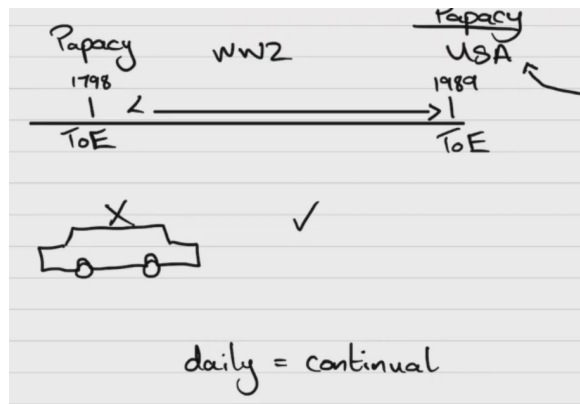 Papacy
Papacy WW2 USA
1798 1989
ToE ToE
X ✓
daily = continual